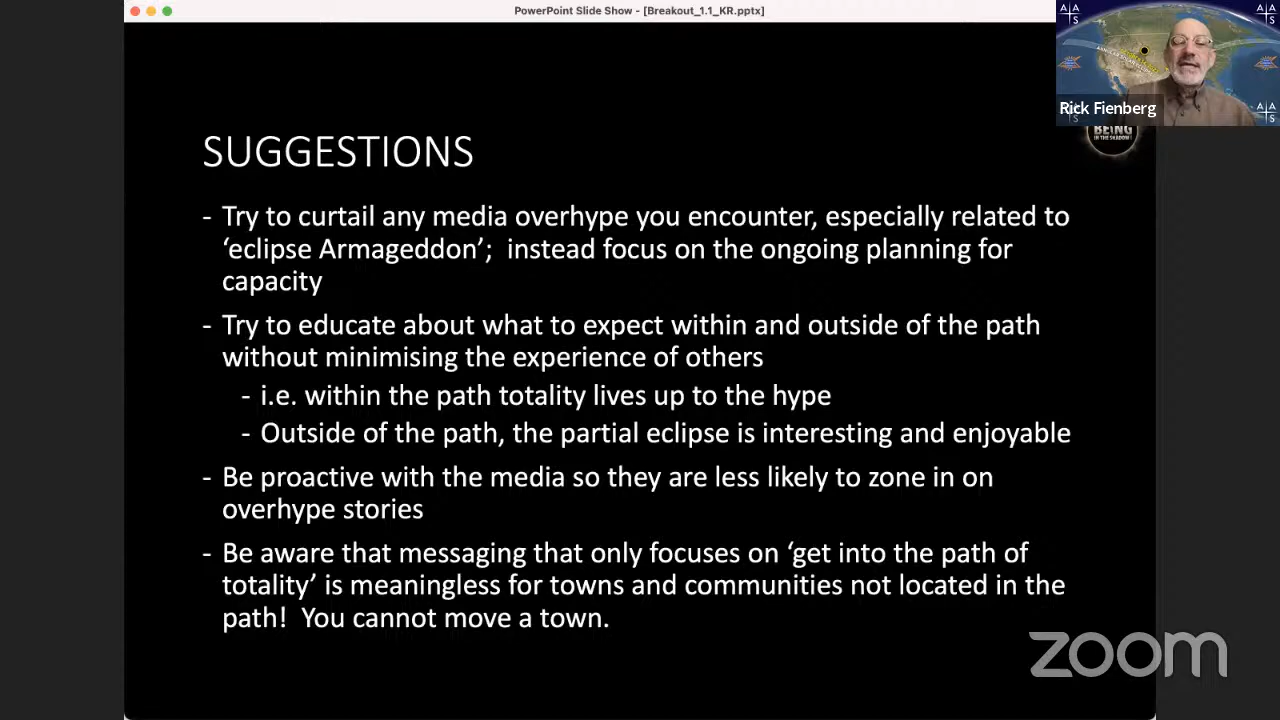 PowerPoint Slide Show - [Breakout_1.1_KR.pptx]
A A
S
A A
S
Rick Fienberg
A A
S
BEING
IN THE SHADOW
SUGGESTIONS
- Try to curtail any media overhype you encounter, especially related to
‘eclipse Armageddon’; instead focus on the ongoing planning for
capacity
- Try to educate about what to expect within and outside of the path
without minimising the experience of others
- i.e. within the path totality lives up to the hype
- Outside of the path, the partial eclipse is interesting and enjoyable
- Be proactive with the media so they are less likely to zone in on
overhype stories
- Be aware that messaging that only focuses on ‘get into the path of
totality’ is meaningless for towns and communities not located in the
path! You cannot move a town.
zoom